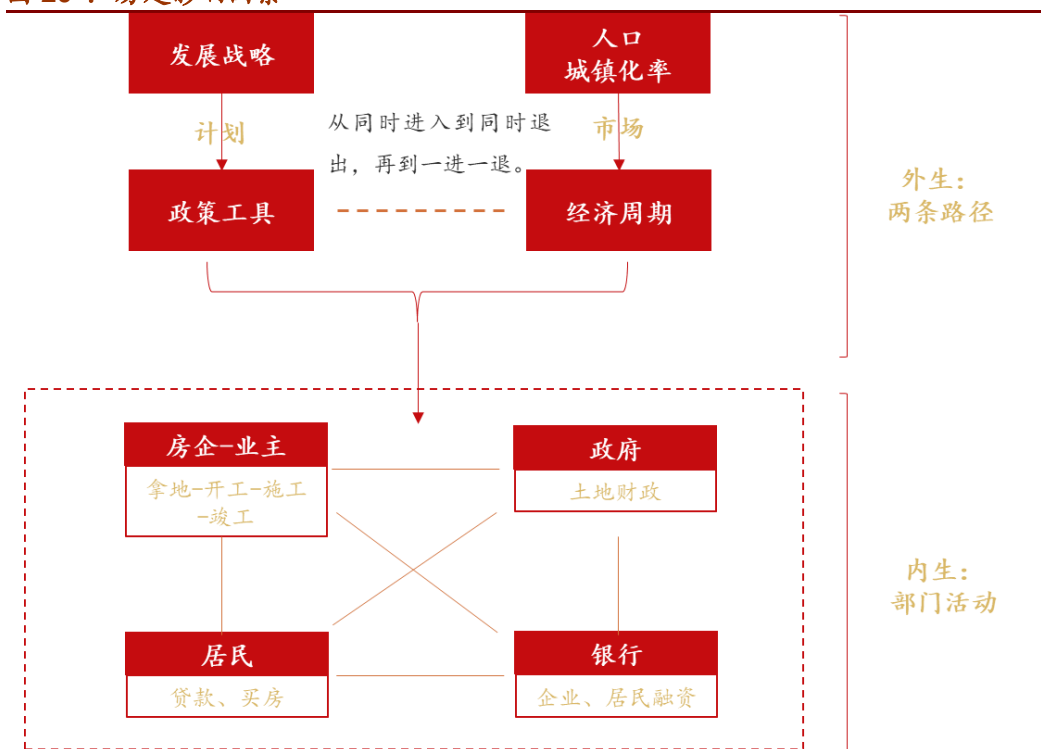 发展战略
人口
城镇化率
计划
从同时进入到同时退
出，再到一进一退。
市场
政策工具
经济周期
外生：
两条路径
房企-业主
拿地-开工-施工
-竣工
政府
土地财政
内生：
部门活动
居民
贷款、买房
银行
企业、居民融资